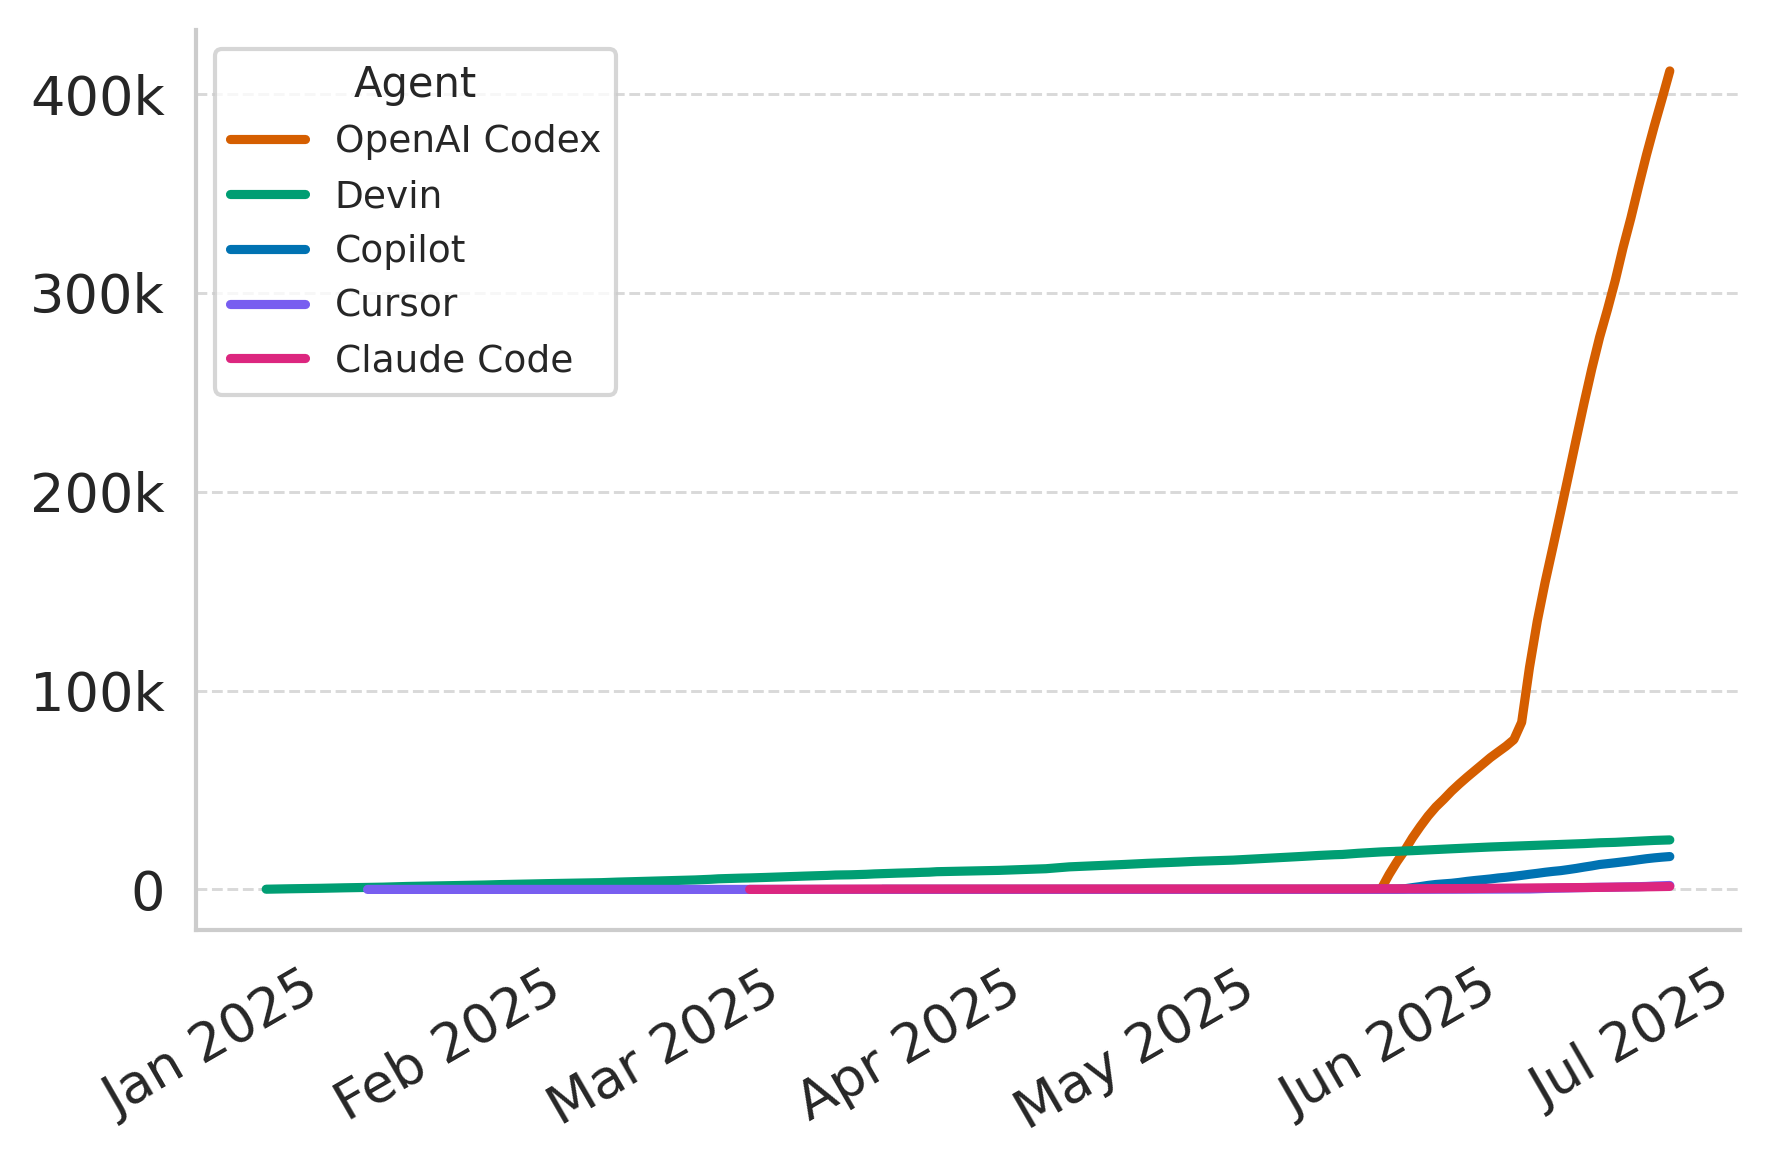 400k
300k
200k
100k
0
Agent
OpenAI Codex
Devin
Copilot
Cursor
Claude Code
Jan 2025
Feb 2025
Mar 2025
Apr 2025
May 2025
Jun 2025
Jul 2025